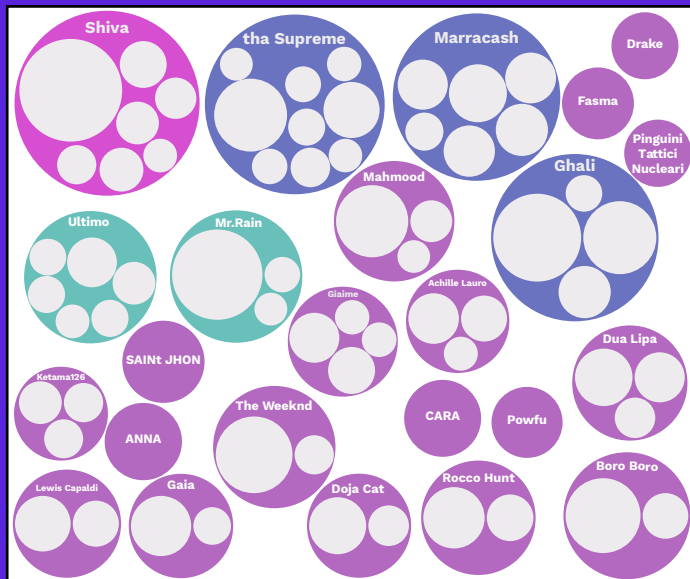 Shiva
tha Supreme
Marracash
Drake
Fasma
Pinguini
Tattici
Nucleari
Ghali
Mahmood
Ultimo
Mr.Rain
Giaime
Achille Lauro
Dua Lipa
SAINt JHON
Ketama126
ANNA
The Weeknd
CARA
Powfu
Lewis Capaldi
Gaia
Doja Cat
Rocco Hunt
Boro Boro